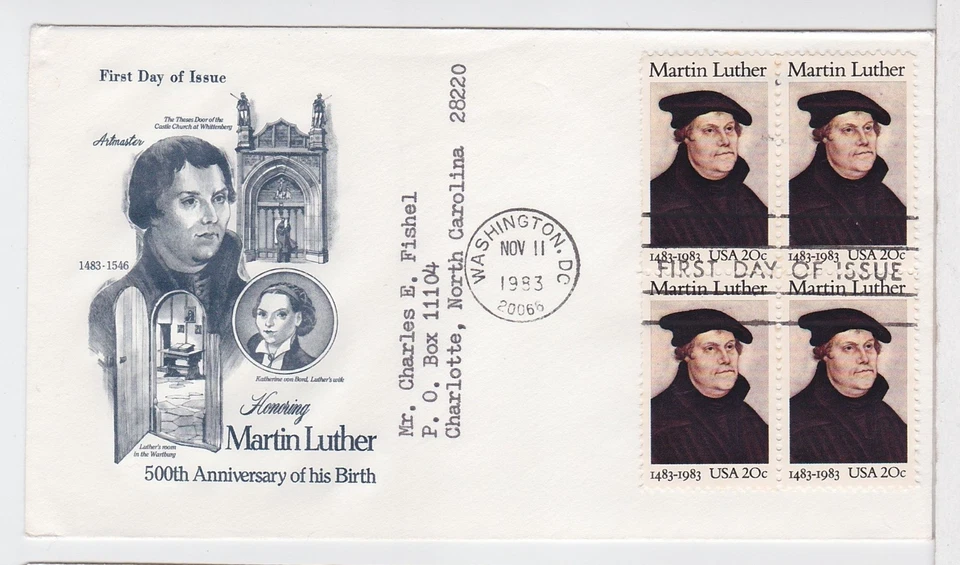 First Day of Issue
The Theses Door of the
Castle Church at Whittenberg
Artmaster
1483-1546
Katherine von Bord, Luther's wife
Luther's room
in the Wartburg
Honoring
Martin Luther
500th Anniversary of his Birth
Mr. Charles E. Fishel
P. O. Box 11104
Charlotte, North Carolina 28220
WASHINGTON, DC
NOV 11
1983
20066
Martin Luther
1483-1983 USA 20c
Martin Luther
1483-1983 USA 20c
FIRST DAY OF ISSUE
Martin Luther
1483-1983 USA 20c
Martin Luther
1483-1983 USA 20c